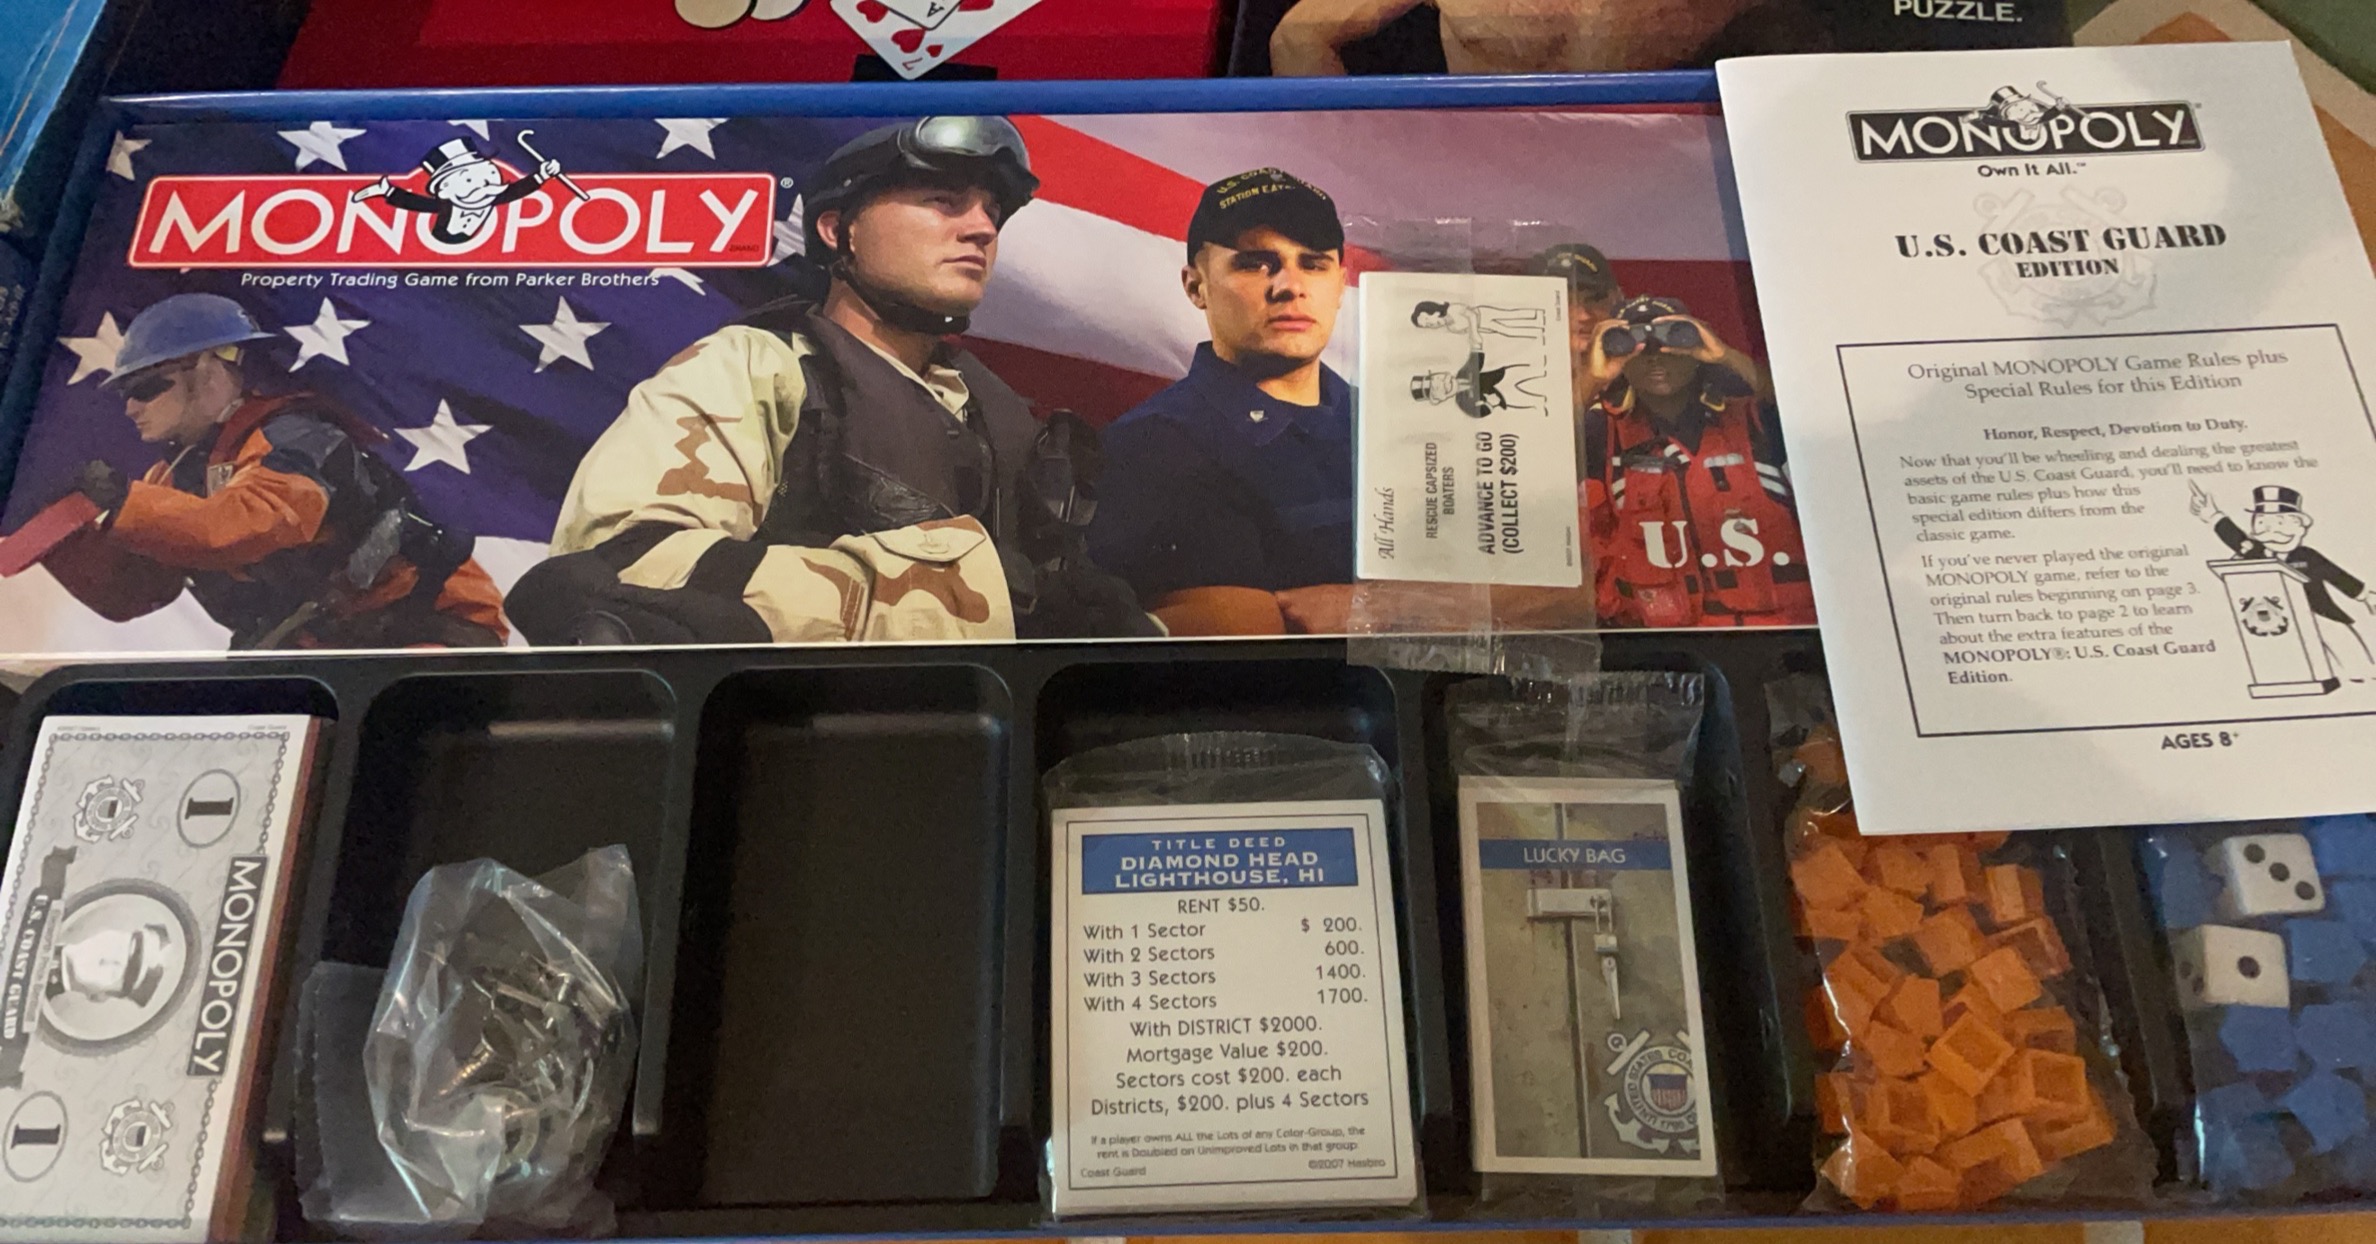 PUZZLE.
MONOPOLY®
Property Trading Game from Parker Brothers
U.S. COAST GUARD
STATION
U.S.
All Hands
RESCUE CAPSIZED
BOATERS
ADVANCE TO GO
(COLLECT $200)
MONOPOLY
Own It All.™
U.S. COAST GUARD
EDITION
Original MONOPOLY Game Rules plus
Special Rules for this Edition
Honor, Respect, Devotion to Duty.
Now that you'll be wheeling and dealing the greatest
assets of the U.S. Coast Guard, you'll need to know the
basic game rules plus how this
special edition differs from the
classic game.
If you've never played the original
MONOPOLY game, refer to the
original rules beginning on page 3.
Then turn back to page 2 to learn
about the extra features of the
MONOPOLY®: U.S. Coast Guard
Edition.
AGES 8+
1
MONOPOLY
U.S. COAST GUARD
1
TITLE DEED
DIAMOND HEAD
LIGHTHOUSE, HI
RENT $50.
With 1 Sector $ 200.
With 2 Sectors 600.
With 3 Sectors 1400.
With 4 Sectors 1700.
With DISTRICT $2000.
Mortgage Value $200.
Sectors cost $200. each
Districts, $200. plus 4 Sectors
If a player owns ALL the Lots of any Color-Group, the
rent is Doubled on Unimproved Lots in that group
Coast Guard ©2007 Hasbro
LUCKY BAG
UNITED STATES CO
1790
A
7